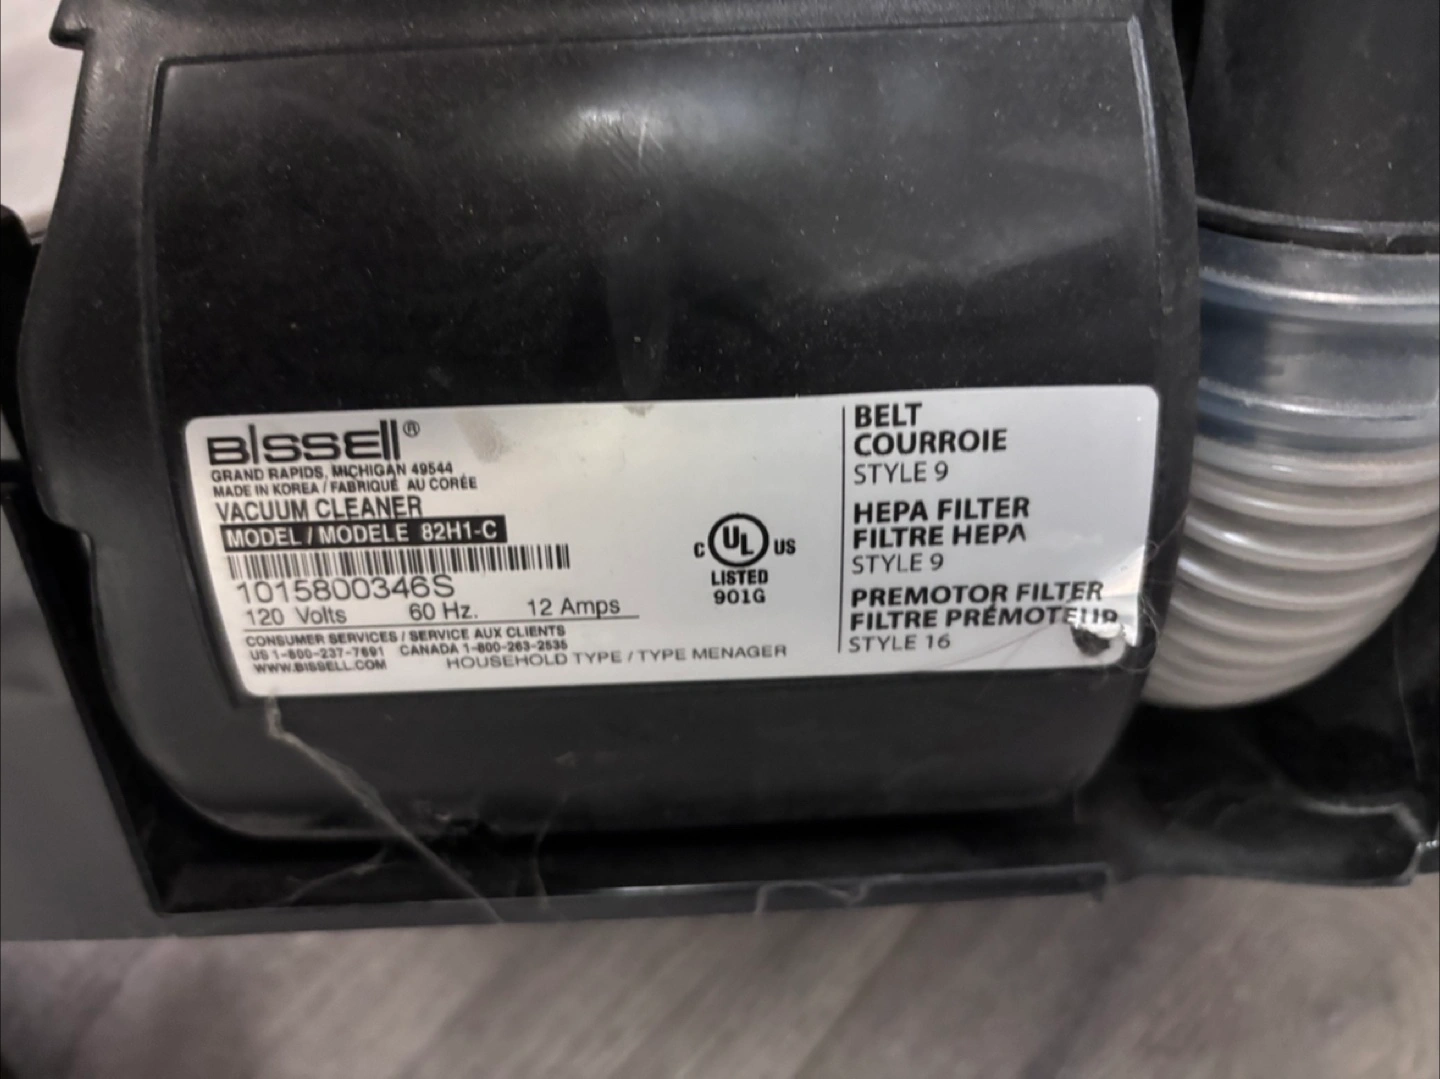 BISSELL®
GRAND RAPIDS, MICHIGAN 49544
MADE IN KOREA / FABRIQUÉ AU CORÉE
VACUUM CLEANER
MODEL / MODELE 82H1-C
1015800346S
120 Volts 60 Hz. 12 Amps
CONSUMER SERVICES / SERVICE AUX CLIENTS
US 1-800-237-7691 CANADA 1-800-263-2535
WWW.BISSELL.COM HOUSEHOLD TYPE / TYPE MENAGER
C UL US
LISTED
901G
BELT
COURROIE
STYLE 9
HEPA FILTER
FILTRE HEPA
STYLE 9
PREMOTOR FILTER
FILTRE PRÉMOTEUR
STYLE 16